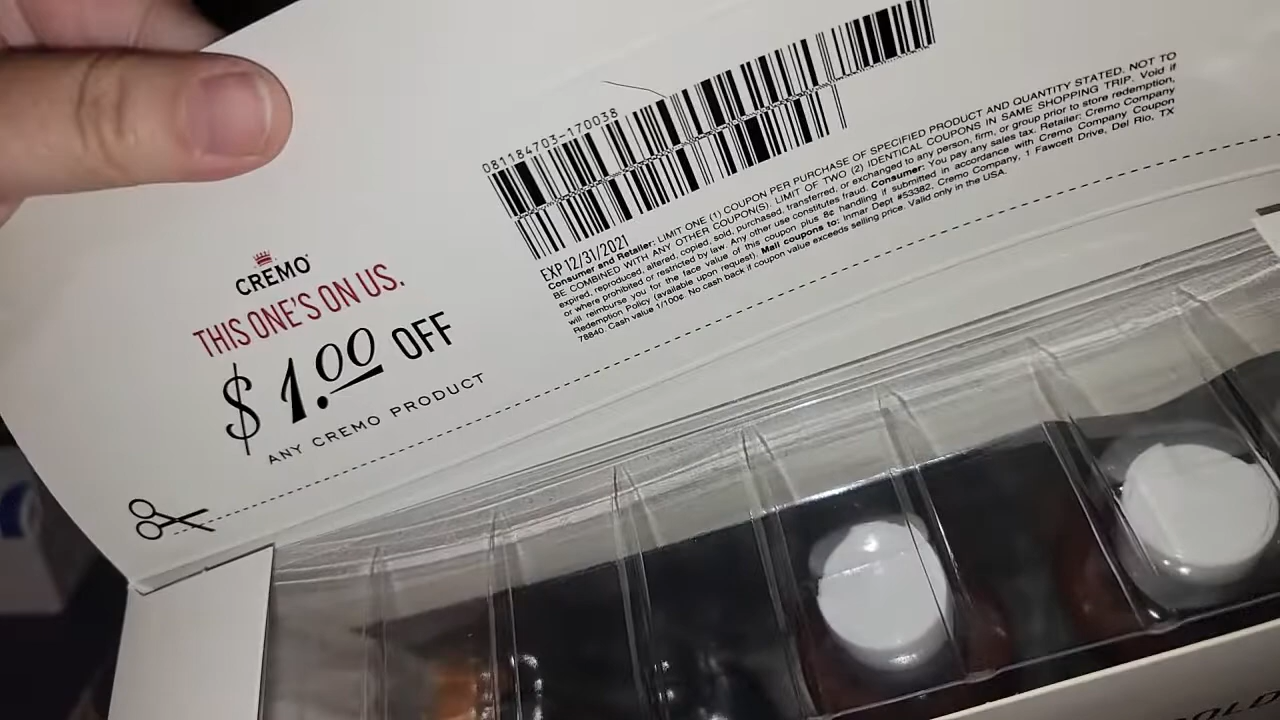 CREMO
THIS ONE'S ON US.
$1.00 OFF
ANY CREMO PRODUCT
081184703-170038
EXP 12/31/2021
Consumer and Retailer: LIMIT ONE (1) COUPON PER PURCHASE OF SPECIFIED PRODUCT AND QUANTITY STATED. NOT TO
BE COMBINED WITH ANY OTHER COUPON(S). LIMIT OF TWO (2) IDENTICAL COUPONS IN SAME SHOPPING TRIP. Void if
expired, reproduced, altered, copied, sold, purchased, transferred, or exchanged to any person, firm, or group prior to store redemption,
or where prohibited or restricted by law. Any other use constitutes fraud. Consumer: You pay any sales tax. Retailer: Cremo Company
will reimburse you for the face value of this coupon plus 8¢ handling if submitted in accordance with Cremo Company Coupon
Redemption Policy (available upon request). Mail coupons to: Inmar Dept #53382, Cremo Company, 1 Fawcett Drive, Del Rio, TX
78840. Cash value 1/100¢. No cash back if coupon value exceeds selling price. Valid only in the USA.